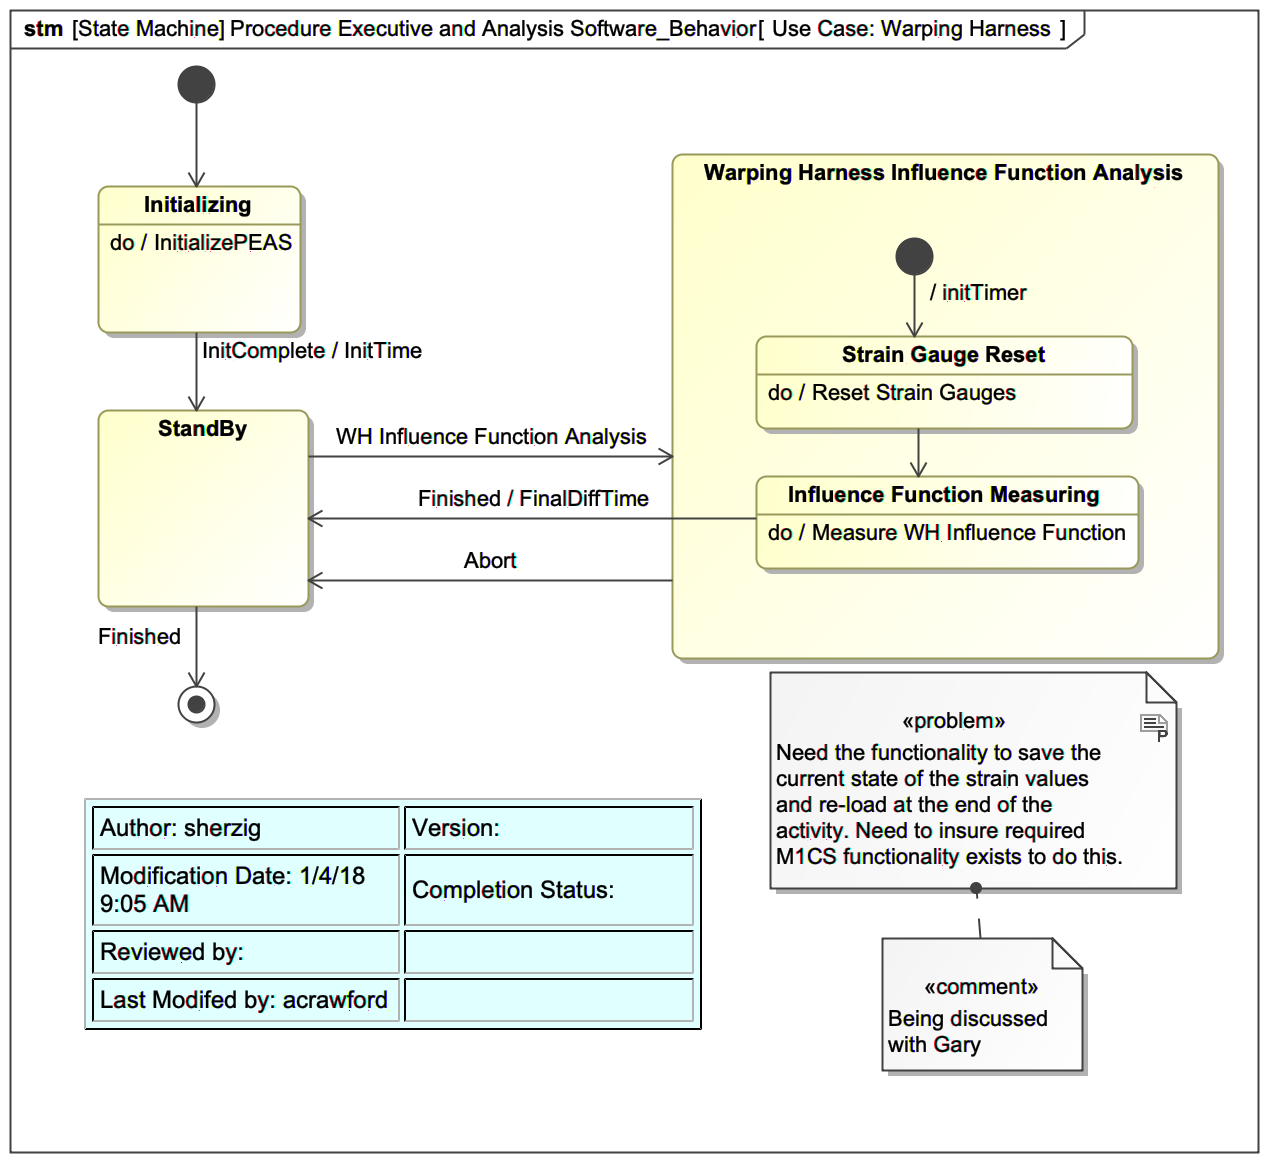 stm [State Machine] Procedure Executive and Analysis Software_Behavior[ Use Case: Warping Harness ]
Initializing
do / InitializePEAS
InitComplete / InitTime
StandBy
WH Influence Function Analysis
Finished / FinalDiffTime
Abort
Finished
Warping Harness Influence Function Analysis
/ initTimer
Strain Gauge Reset
do / Reset Strain Gauges
Influence Function Measuring
do / Measure WH Influence Function
«problem»
P
Need the functionality to save the
current state of the strain values
and re-load at the end of the
activity. Need to insure required
M1CS functionality exists to do this.
«comment»
Being discussed
with Gary
Author: sherzig
Version:
Modification Date: 1/4/18
9:05 AM
Completion Status:
Reviewed by:
Last Modifed by: acrawford